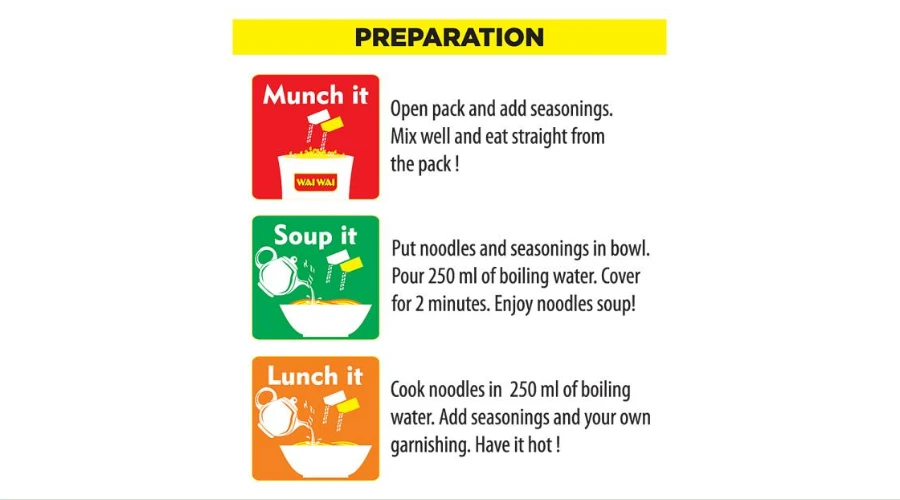 PREPARATION
Munch it
WAI WAI
Open pack and add seasonings.
Mix well and eat straight from
the pack !
Soup it
Put noodles and seasonings in bowl.
Pour 250 ml of boiling water. Cover
for 2 minutes. Enjoy noodles soup!
Lunch it
Cook noodles in 250 ml of boiling
water. Add seasonings and your own
garnishing. Have it hot !